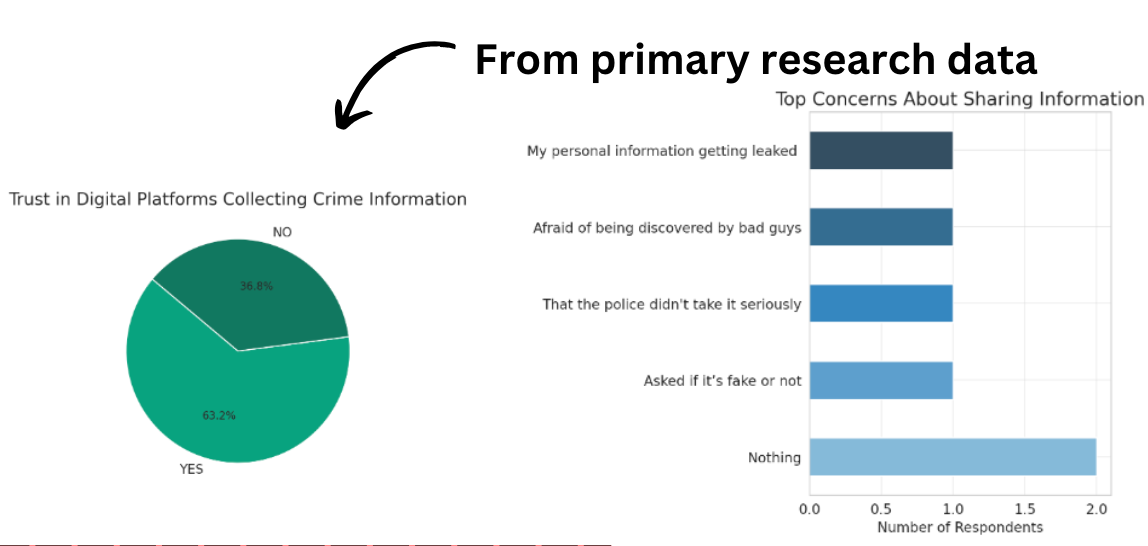 From primary research data
Trust in Digital Platforms Collecting Crime Information
NO
36.8%
63.2%
YES
Top Concerns About Sharing Information
My personal information getting leaked
Afraid of being discovered by bad guys
That the police didn't take it seriously
Asked if it's fake or not
Nothing
0.0 0.5 1.0 1.5 2.0
Number of Respondents